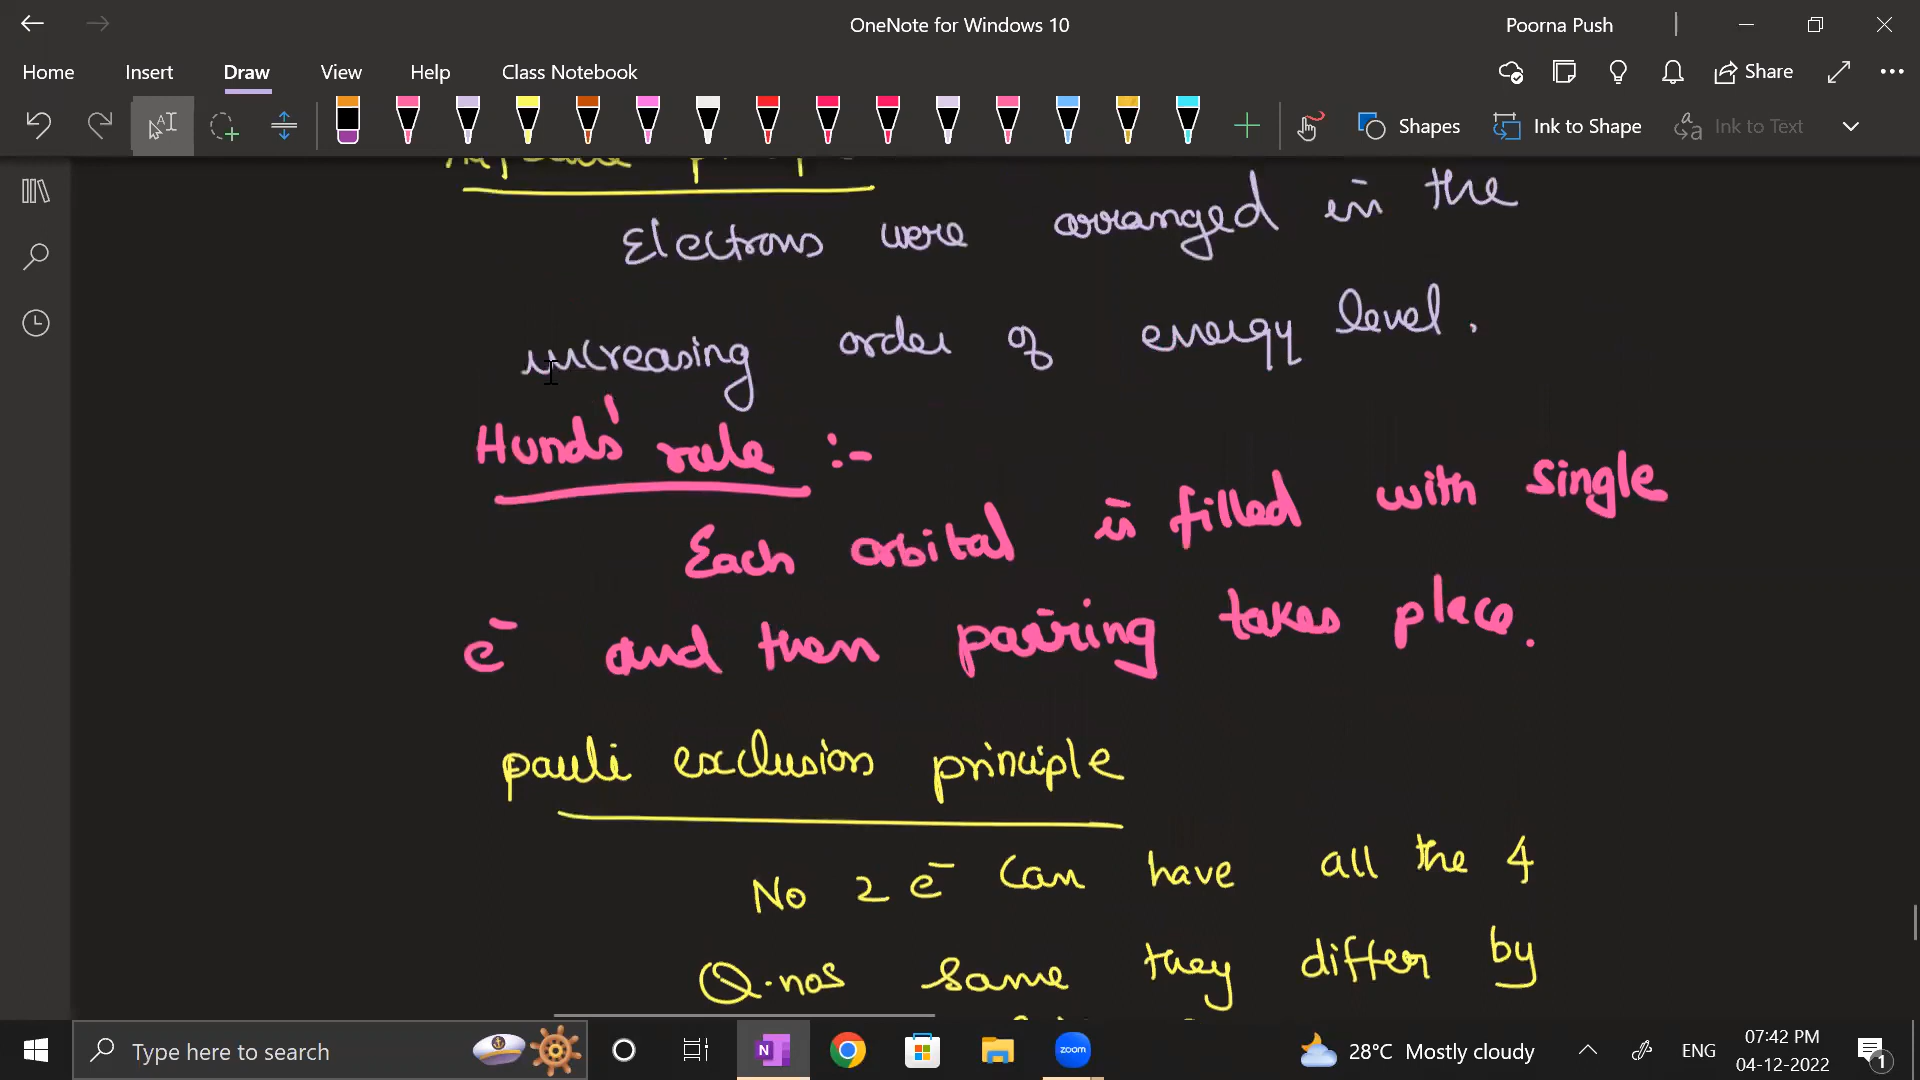 OneNote for Windows 10
Poorna Push
Home Insert Draw View Help Class Notebook
Share
Shapes
Ink to Shape
Ink to Text
Electrons were arranged in the
increasing order of energy level.
Hunds' rule :-
Each orbital is filled with single
e⁻ and then pairing takes place.
pauli exclusion principle
No 2 e⁻ can have all the 4
Q.nos same they differ by
Type here to search
zoom
28°C Mostly cloudy
ENG
07:42 PM
04-12-2022
1